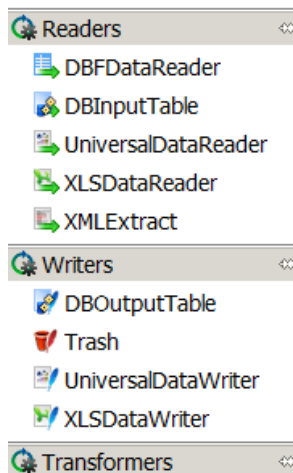 Readers
DBFDataReader
DBInputTable
UniversalDataReader
XLSDataReader
XMLExtract
Writers
DBOutputTable
Trash
UniversalDataWriter
XLSDataWriter
Transformers